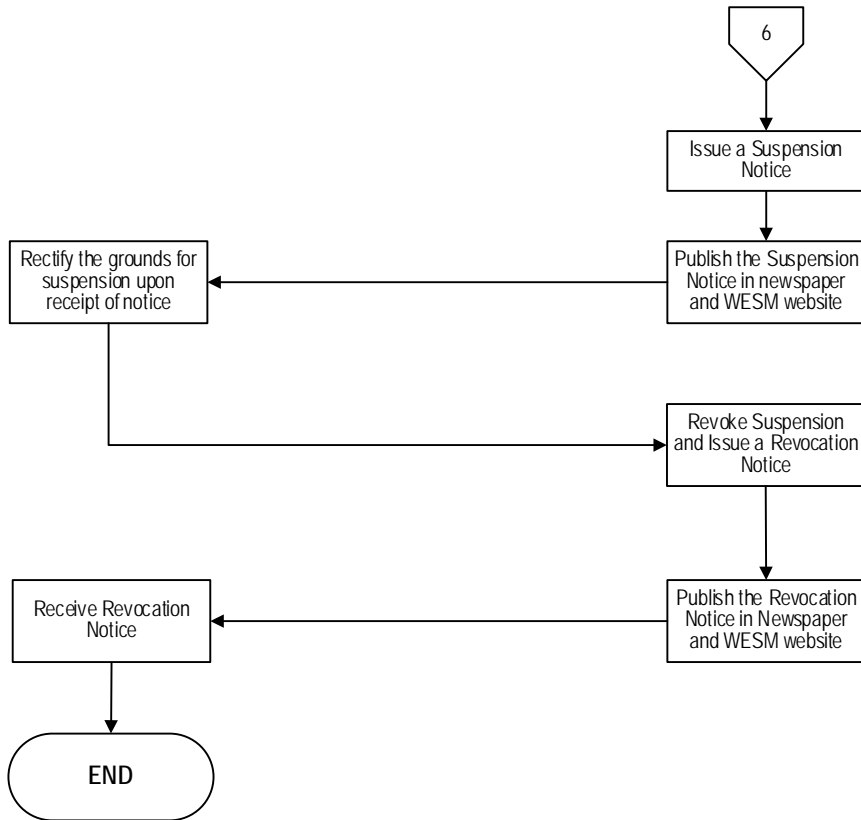 6
Issue a Suspension
Notice
Rectify the grounds for
suspension upon
receipt of notice
Publish the Suspension
Notice in newspaper
and WESM website
Revoke Suspension
and Issue a Revocation
Notice
Receive Revocation
Notice
Publish the Revocation
Notice in Newspaper
and WESM website
END